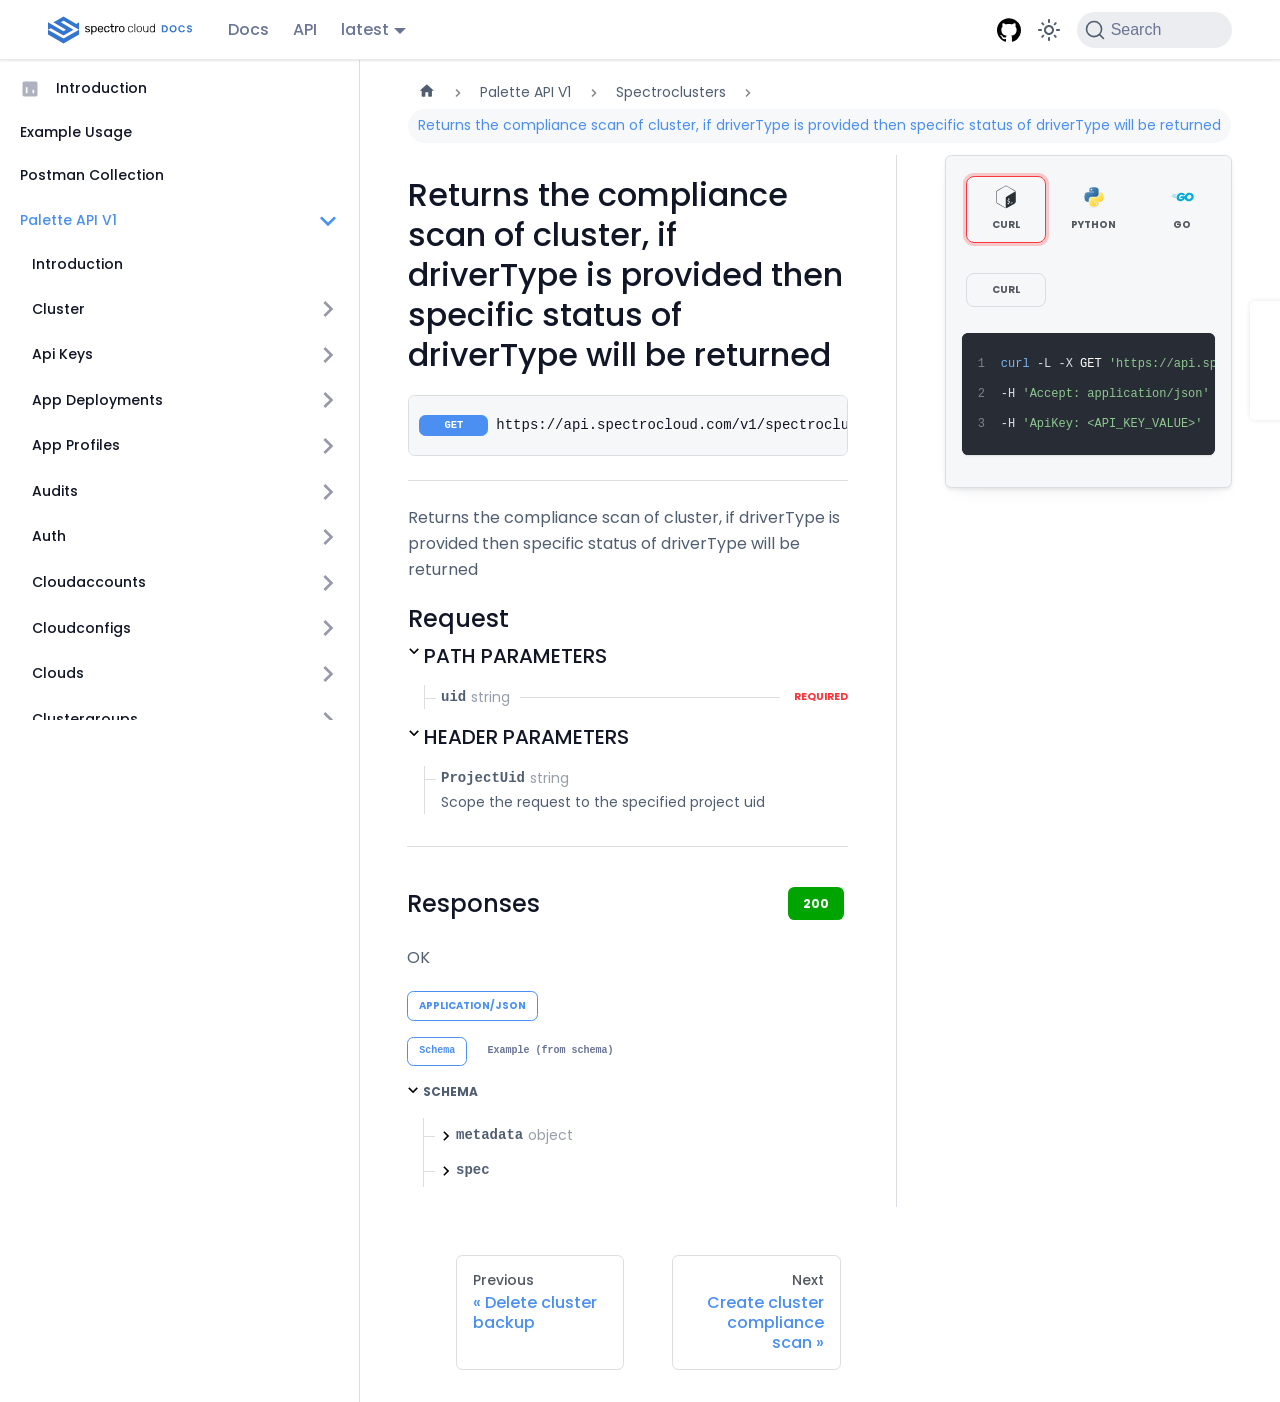 spectro cloud DOCS
Docs
API
latest
Search
Introduction
Example Usage
Postman Collection
Palette API V1
Introduction
Cluster
Api Keys
App Deployments
App Profiles
Audits
Auth
Cloudaccounts
Cloudconfigs
Clouds
Clustergroups
Palette API V1
Spectroclusters
Returns the compliance scan of cluster, if driverType is provided then specific status of driverType will be returned
Returns the compliance
scan of cluster, if
driverType is provided then
specific status of
driverType will be returned
GET https://api.spectrocloud.com/v1/spectroclu
Returns the compliance scan of cluster, if driverType is
provided then specific status of driverType will be
returned
Request
PATH PARAMETERS
uid string REQUIRED
HEADER PARAMETERS
ProjectUid string
Scope the request to the specified project uid
Responses
200
OK
APPLICATION/JSON
Schema
Example (from schema)
SCHEMA
metadata object
spec
CURL
PYTHON
GO
CURL
1 curl -L -X GET 'https://api.sp
2 -H 'Accept: application/json'
3 -H 'ApiKey: <API_KEY_VALUE>'
Previous
« Delete cluster
backup
Next
Create cluster
compliance
scan »